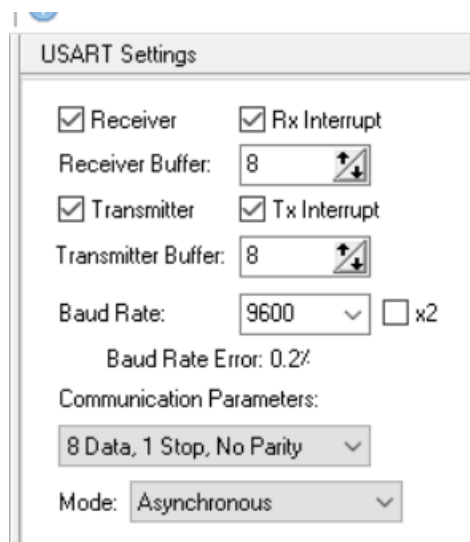 USART Settings
Receiver Rx Interrupt
Receiver Buffer: 8
Transmitter Tx Interrupt
Transmitter Buffer: 8
Baud Rate: 9600 x2
Baud Rate Error: 0.2%
Communication Parameters:
8 Data, 1 Stop, No Parity
Mode: Asynchronous